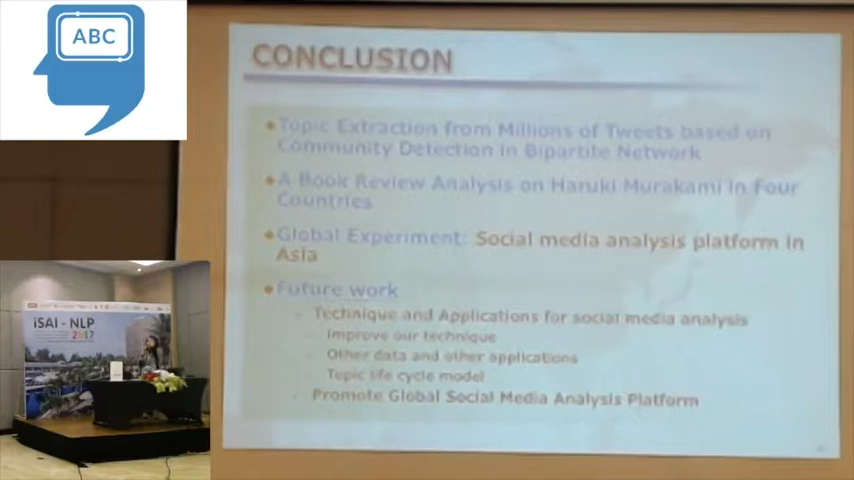 ABC
CONCLUSION
Topic Extraction from Millions of Tweets based on
Community Detection in Bipartite Network
A Book Review Analysis on Haruki Murakami in Four
Countries
Global Experiment: Social media analysis platform in
Asia
Future work
Technique and Applications for social media analysis
Improve our technique
Other data and other applications
Topic life cycle model
Promote Global Social Media Analysis Platform
iSAI - NLP
2017